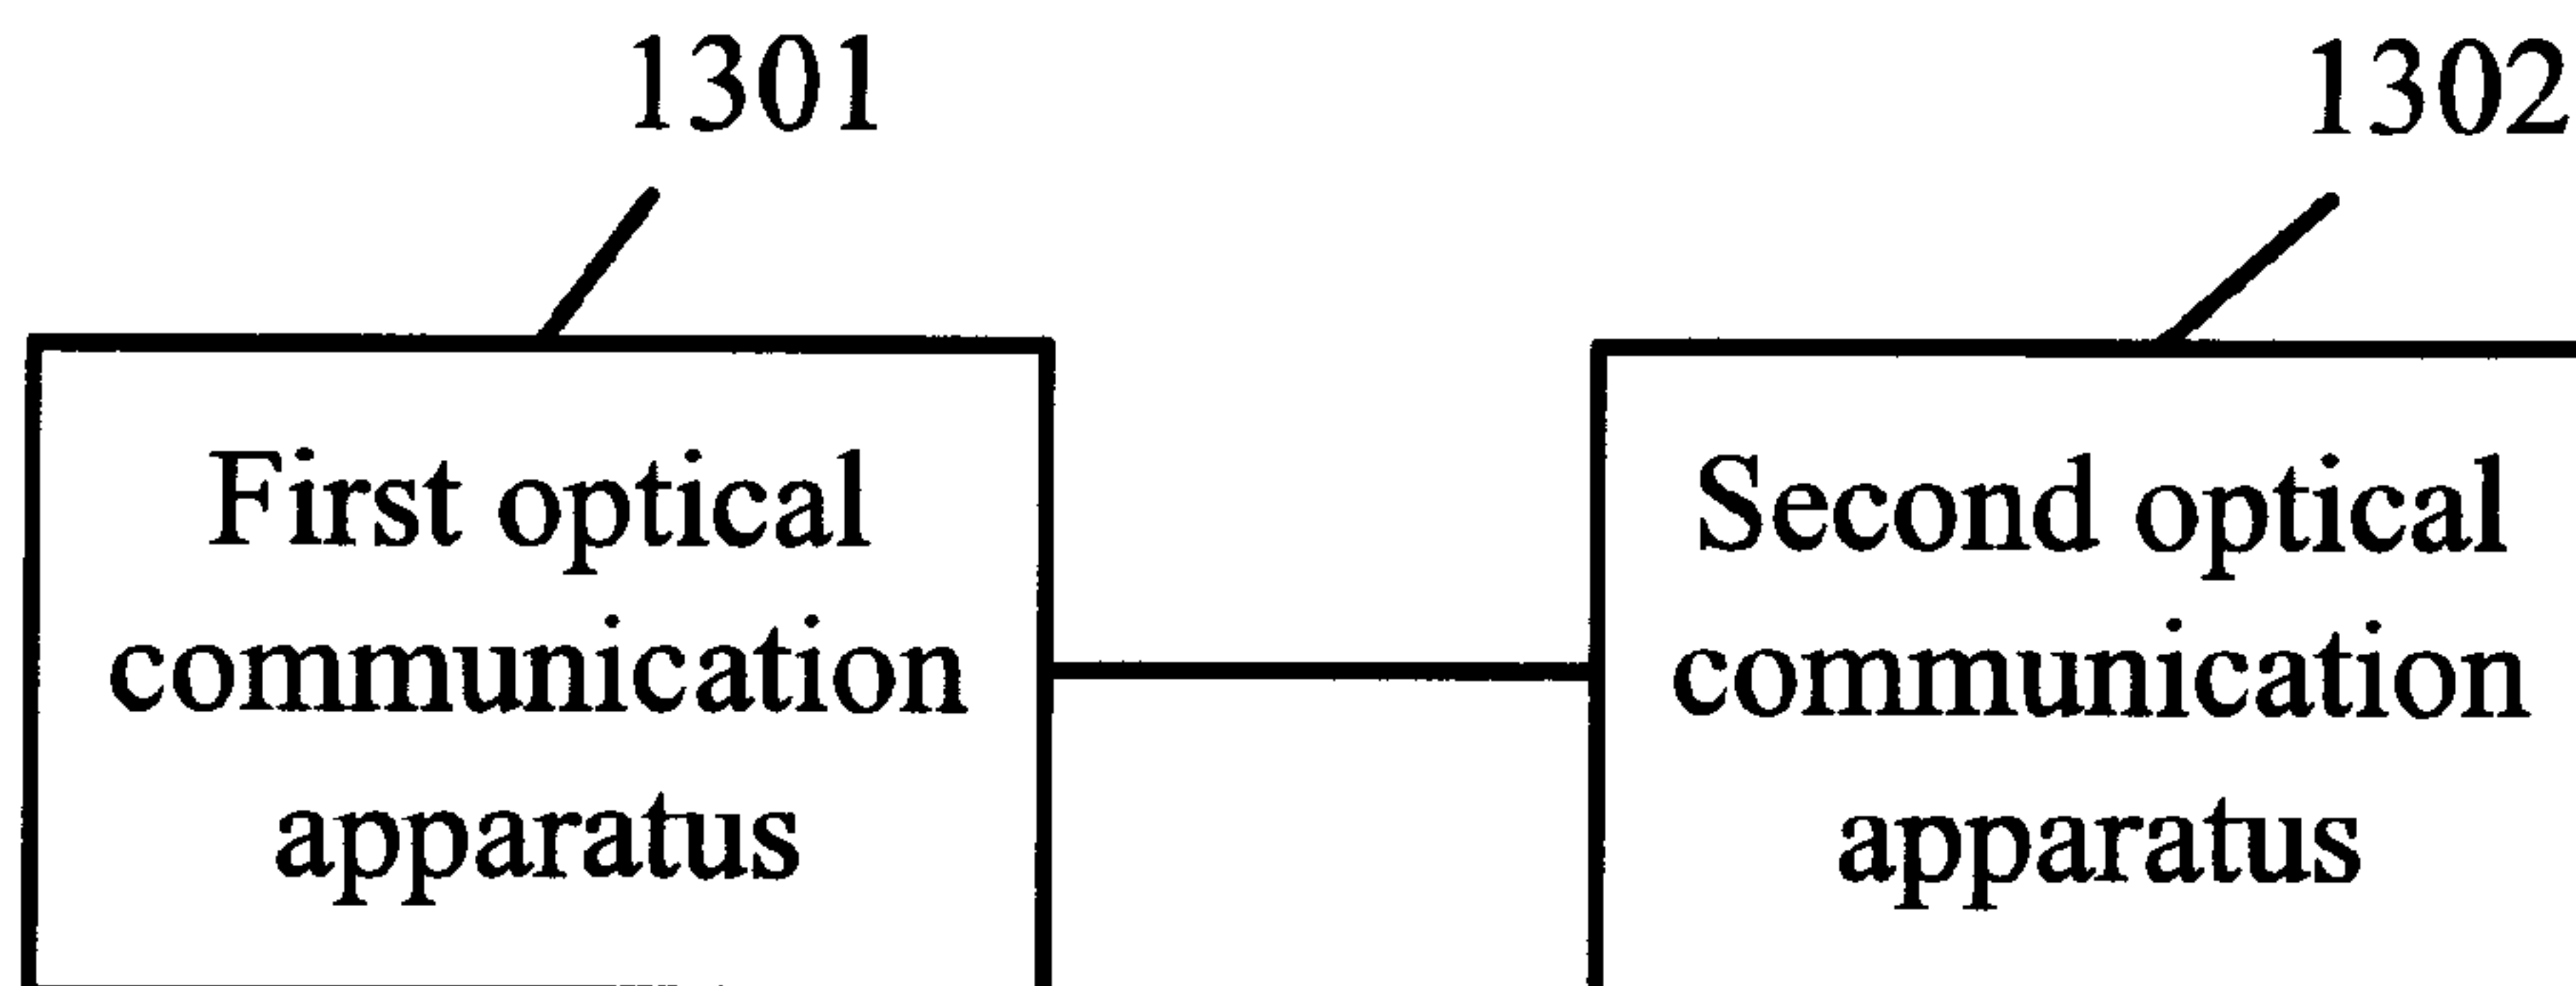 1301
1302
First optical
communication
apparatus
Second optical
communication
apparatus